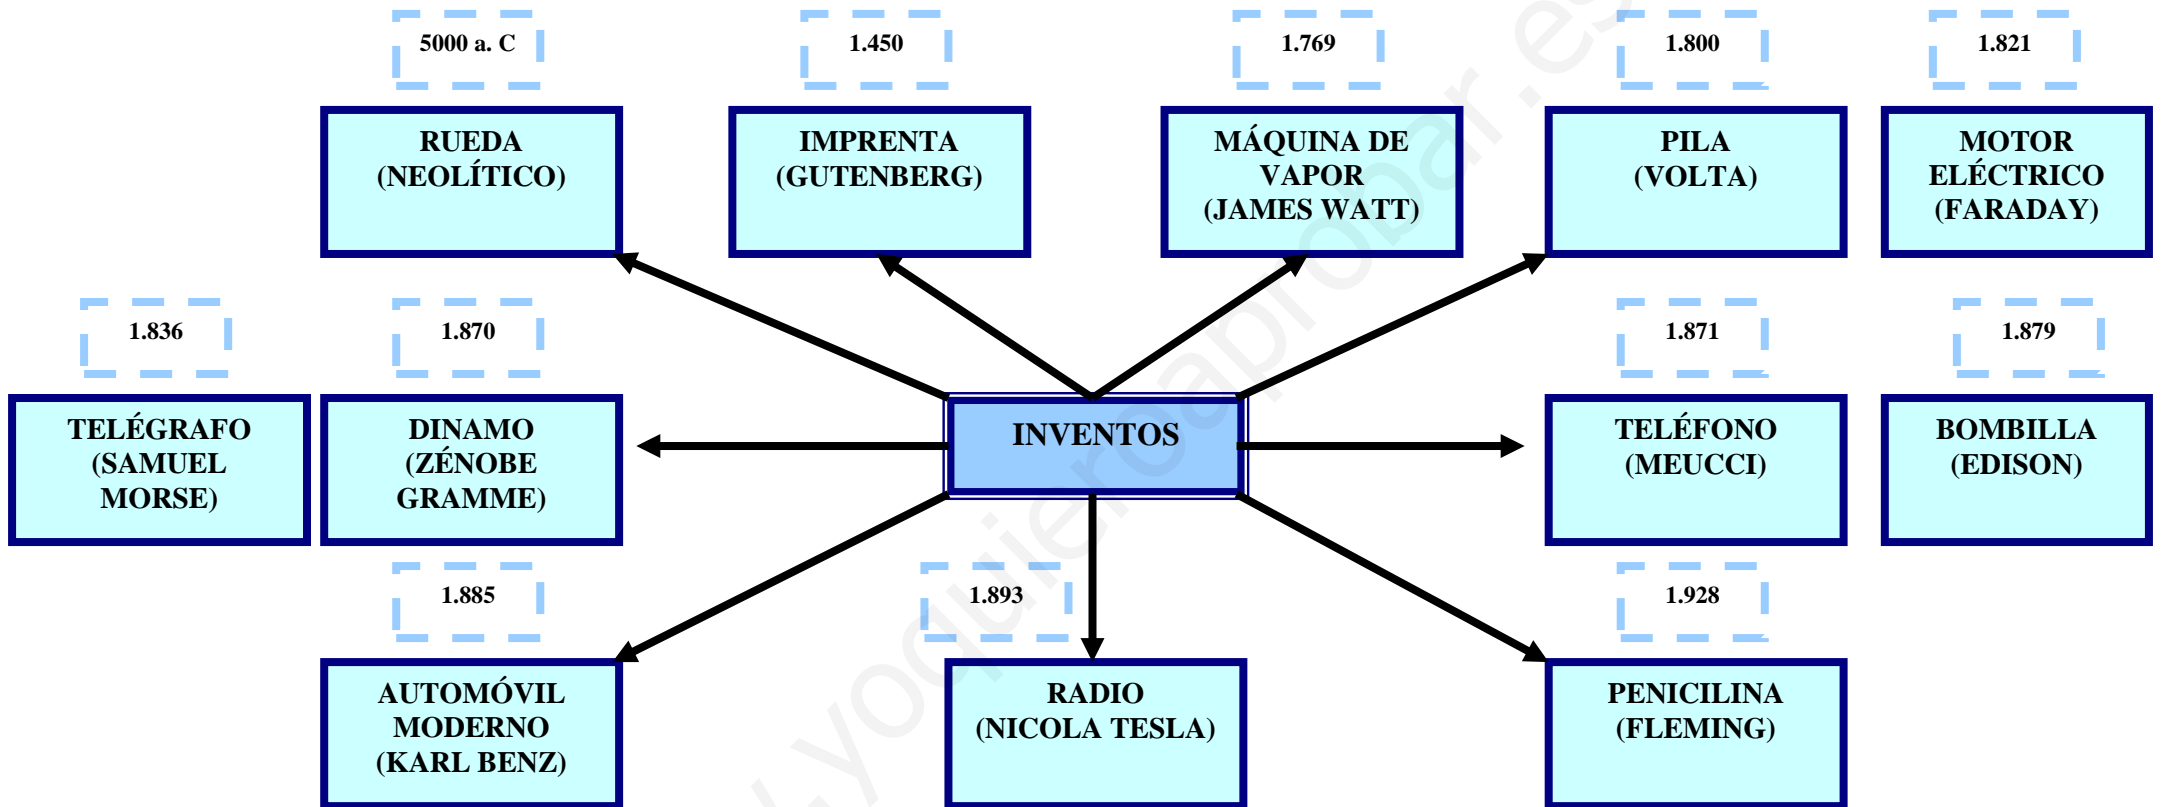 5000 a. C
1.450
1.769
1.800
1.821
RUEDA
(NEOLÍTICO)
IMPRENTA
(GUTENBERG)
MÁQUINA DE
VAPOR
(JAMES WATT)
PILA
(VOLTA)
MOTOR
ELÉCTRICO
(FARADAY)
1.836
1.870
1.871
1.879
TELÉGRAFO
(SAMUEL
MORSE)
DINAMO
(ZÉNOBE
GRAMME)
INVENTOS
TELÉFONO
(MEUCCI)
BOMBILLA
(EDISON)
1.885
1.893
1.928
AUTOMÓVIL
MODERNO
(KARL BENZ)
RADIO
(NICOLA TESLA)
PENICILINA
(FLEMING)
.yoquieroaprobar.es